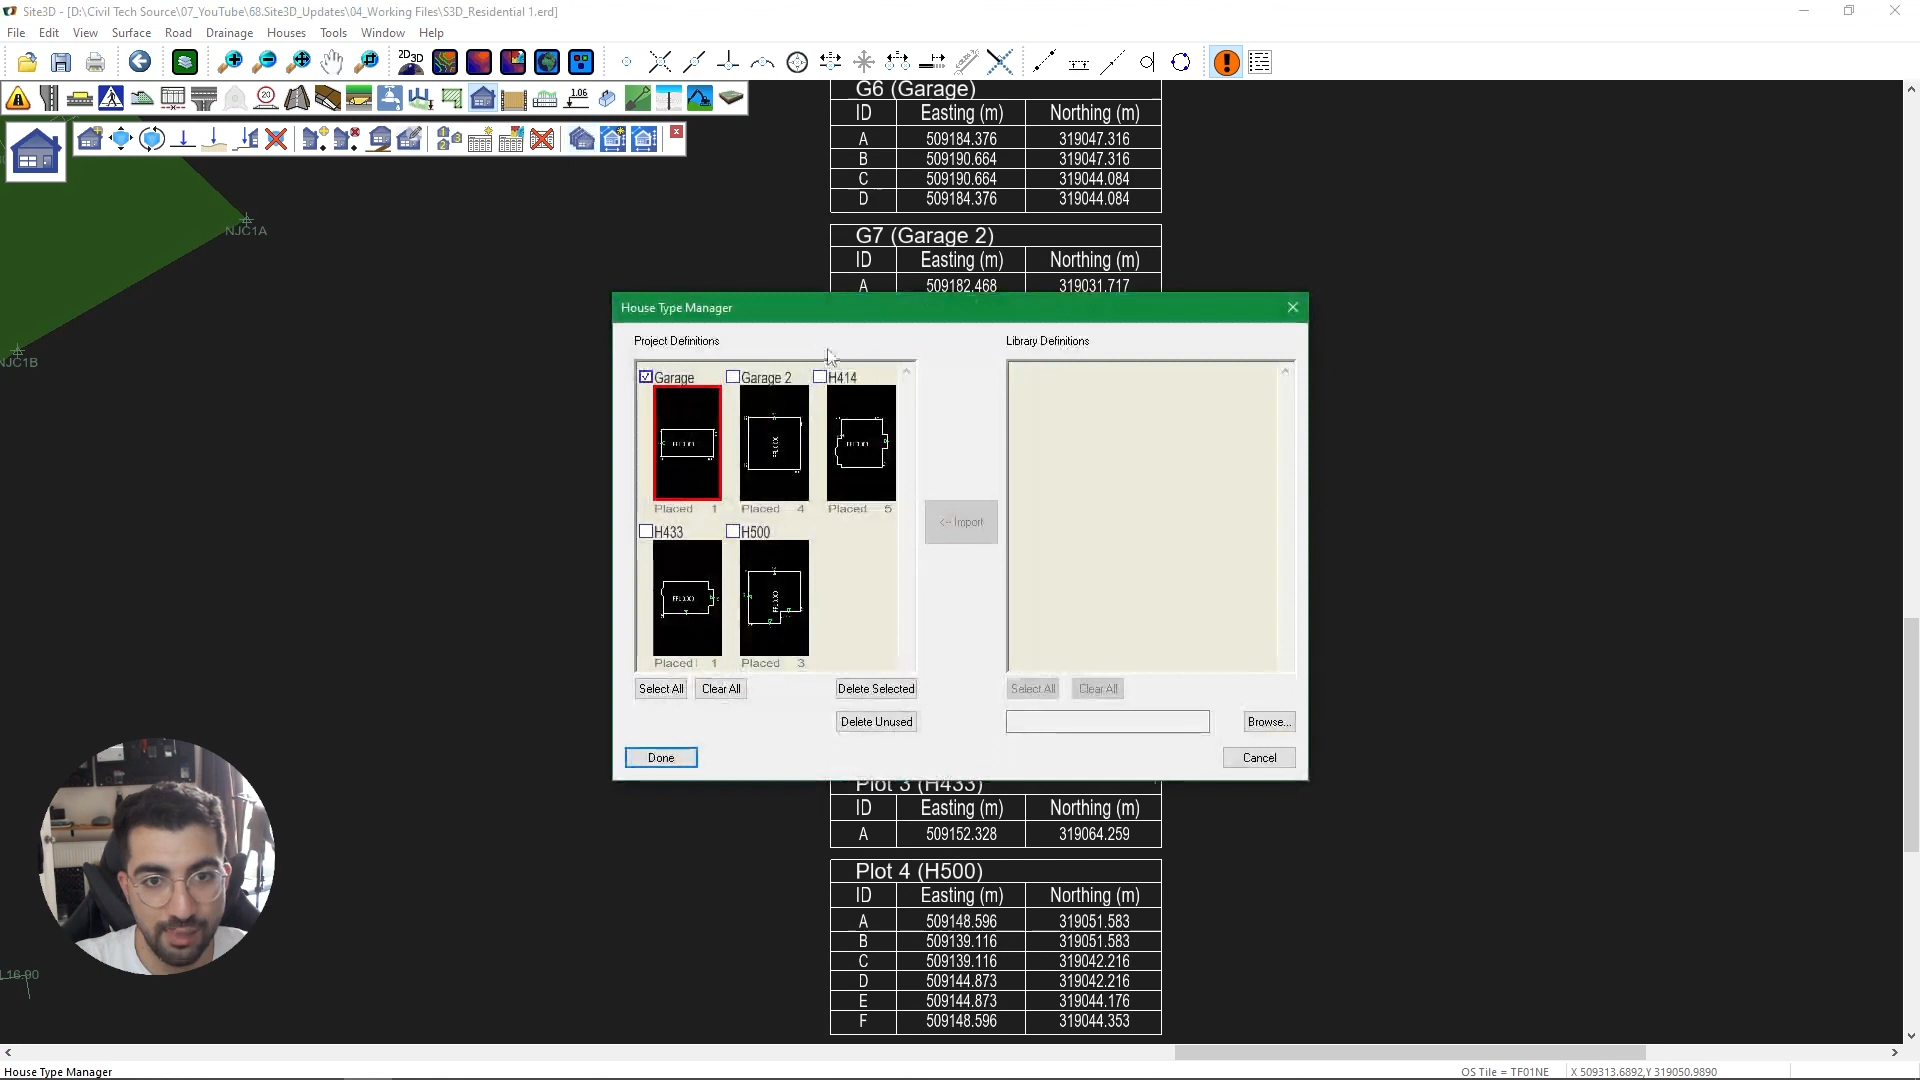 Site3D - [D:\Civil Tech Source\07_YouTube\68.Site3D_Updates\04_Working Files\S3D_Residential 1.erd]
File Edit View Surface Road Drainage Houses Tools Window Help
2D 3D
20
1.06
G6 (Garage)
ID Easting (m) Northing (m)
A 509184.376 319047.316
B 509190.664 319047.316
C 509190.664 319044.084
D 509184.376 319044.084
G7 (Garage 2)
ID Easting (m) Northing (m)
A 509182.468 319031.717
NJC1A
NJC1B
House Type Manager
Project Definitions
Library Definitions
Garage Garage 2 H414
Placed 1 Placed 4 Placed 5
H433 H500
Placed 1 Placed 3
<-- Import
Select All Clear All Delete Selected
Select All Clear All
Delete Unused
Browse...
Done
Cancel
Plot 3 (H433)
ID Easting (m) Northing (m)
A 509152.328 319064.259
Plot 4 (H500)
ID Easting (m) Northing (m)
A 509148.596 319051.583
B 509139.116 319051.583
C 509139.116 319042.216
D 509144.873 319042.216
E 509144.873 319044.176
F 509148.596 319044.353
House Type Manager
OS Tile = TF01NE
X 509313.6892,Y 319050.9890